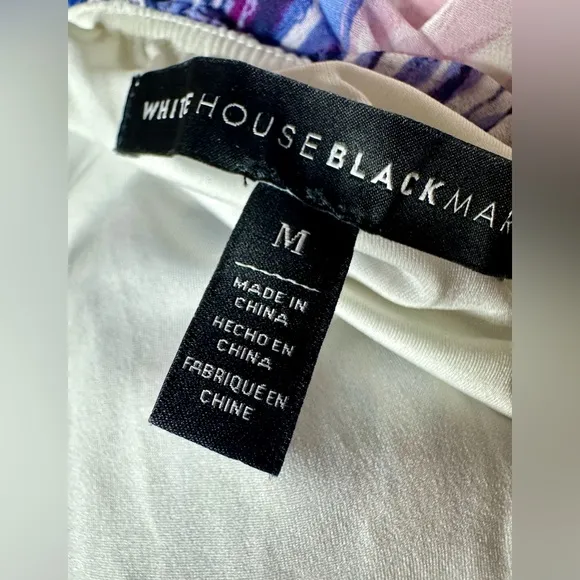 WHITE HOUSE BLACK MAR
M
MADE IN
CHINA
HECHO EN
CHINA
FABRIQUÉ EN
CHINE